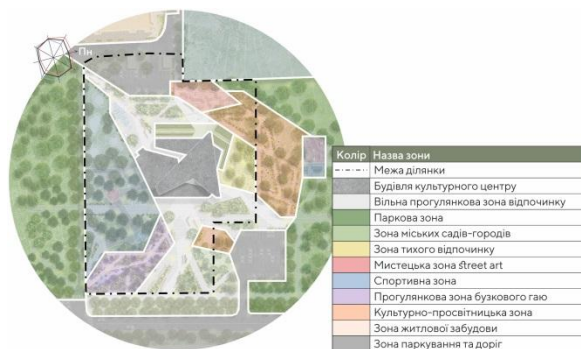 Пн
Колір Назва зони
Межа ділянки
Будівля культурного центру
Вільна прогулянкова зона відпочинку
Паркова зона
Зона міських садів-городів
Зона тихого відпочинку
Мистецька зона street art
Спортивна зона
Прогулянкова зона бузкового гаю
Культурно-просвітницька зона
Зона житлової забудови
Зона паркування та доріг